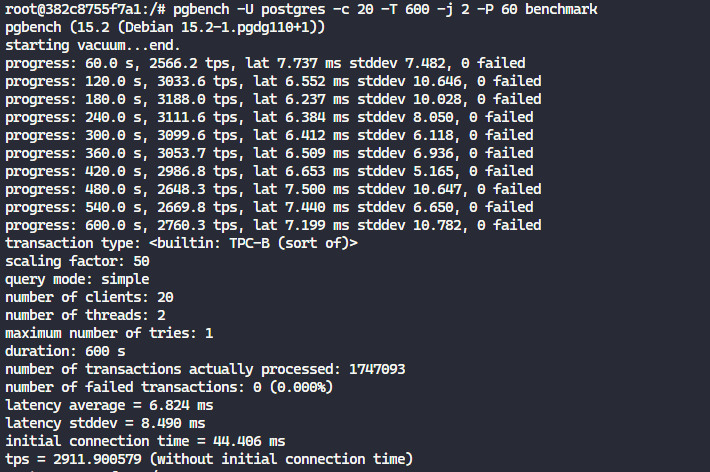 root@382c8755f7a1:/# pgbench -U postgres -c 20 -T 600 -j 2 -P 60 benchmark
pgbench (15.2 (Debian 15.2-1.pgdg110+1))
starting vacuum...end.
progress: 60.0 s, 2566.2 tps, lat 7.737 ms stddev 7.482, 0 failed
progress: 120.0 s, 3033.6 tps, lat 6.552 ms stddev 10.646, 0 failed
progress: 180.0 s, 3188.0 tps, lat 6.237 ms stddev 10.028, 0 failed
progress: 240.0 s, 3111.6 tps, lat 6.384 ms stddev 8.050, 0 failed
progress: 300.0 s, 3099.6 tps, lat 6.412 ms stddev 6.118, 0 failed
progress: 360.0 s, 3053.7 tps, lat 6.509 ms stddev 6.936, 0 failed
progress: 420.0 s, 2986.8 tps, lat 6.653 ms stddev 5.165, 0 failed
progress: 480.0 s, 2648.3 tps, lat 7.500 ms stddev 10.647, 0 failed
progress: 540.0 s, 2669.8 tps, lat 7.440 ms stddev 6.650, 0 failed
progress: 600.0 s, 2760.3 tps, lat 7.199 ms stddev 10.782, 0 failed
transaction type: <builtin: TPC-B (sort of)>
scaling factor: 50
query mode: simple
number of clients: 20
number of threads: 2
maximum number of tries: 1
duration: 600 s
number of transactions actually processed: 1747093
number of failed transactions: 0 (0.000%)
latency average = 6.824 ms
latency stddev = 8.490 ms
initial connection time = 44.406 ms
tps = 2911.900579 (without initial connection time)